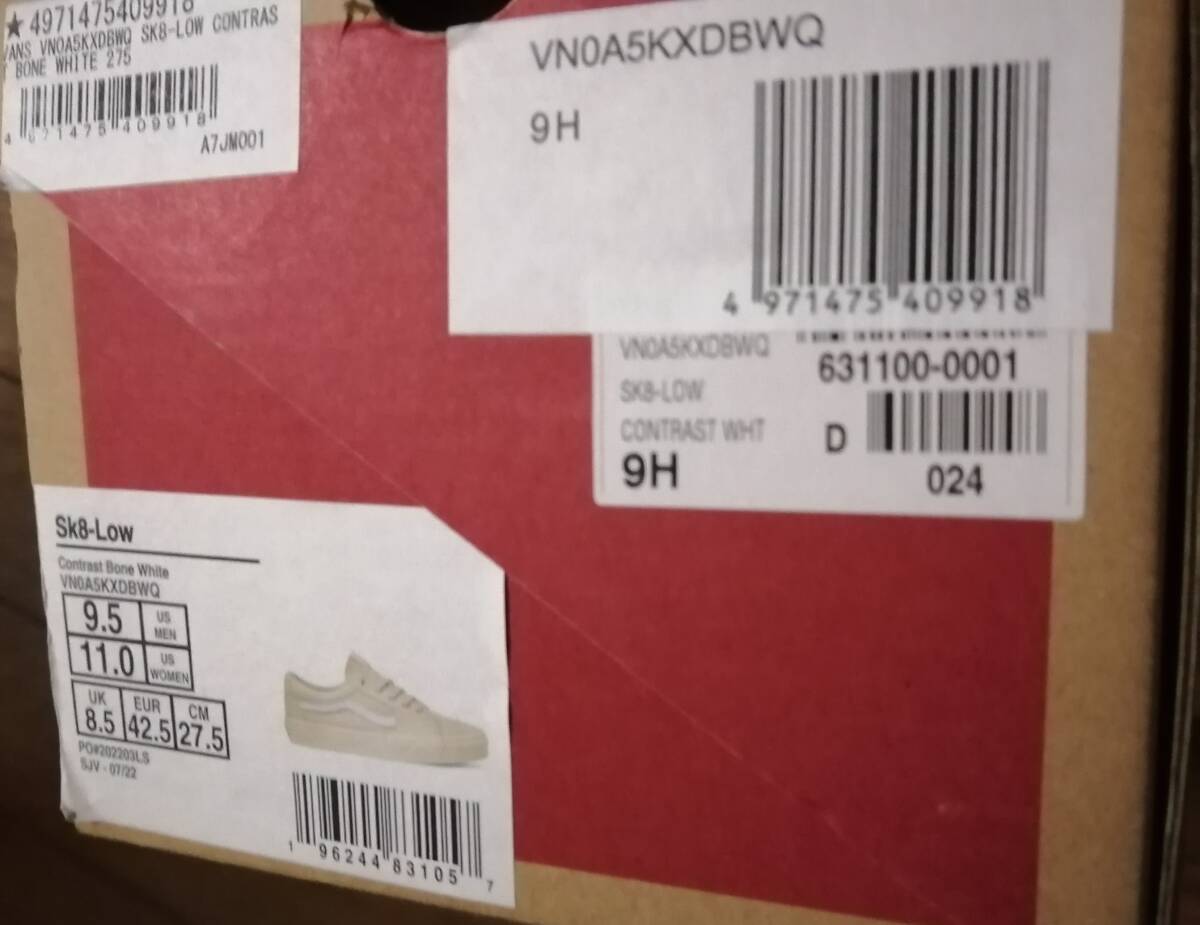 ★4971475409918
VANS VN0A5KXDBWQ SK8-LOW CONTRAS
T BONE WHITE 275
4 971475 409918
A7JM001
VN0A5KXDBWQ
9H
4 971475 409918
VN0A5KXDBWQ
631100-0001
SK8-LOW
CONTRAST WHT
D
9H
024
Sk8-Low
Contrast Bone White
VN0A5KXDBWQ
9.5 US MEN
11.0 US WOMEN
UK EUR CM
8.5 42.5 27.5
PO#202203LS
SJV - 07/22
1 96244 83105 7